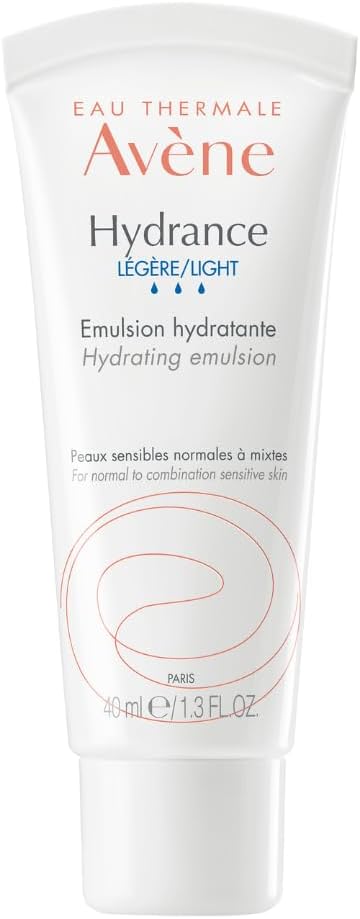 EAU THERMALE
Avène
Hydrance
LÉGÈRE/LIGHT
Emulsion hydratante
Hydrating emulsion
Peaux sensibles normales à mixtes
For normal to combination sensitive skin
PARIS
40 ml ℮/1.3 FL.OZ.